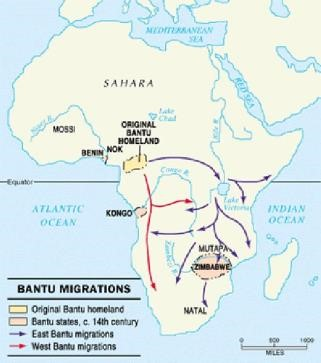 MEDITERRANEAN
SEA
SAHARA
RED SEA
Nile R.
Niger R.
Lake
Chad
MOSSI
ORIGINAL
BANTU
HOMELAND
NOK
BENIN
Equator
Congo R.
Lake
Victoria
ATLANTIC
OCEAN
INDIAN
OCEAN
KONGO
Zambezi R.
MUTAPA
ZIMBABWE
NATAL
BANTU MIGRATIONS
Original Bantu homeland
Bantu states, c. 14th century
East Bantu migrations
West Bantu migrations
0 500 1000
MILES